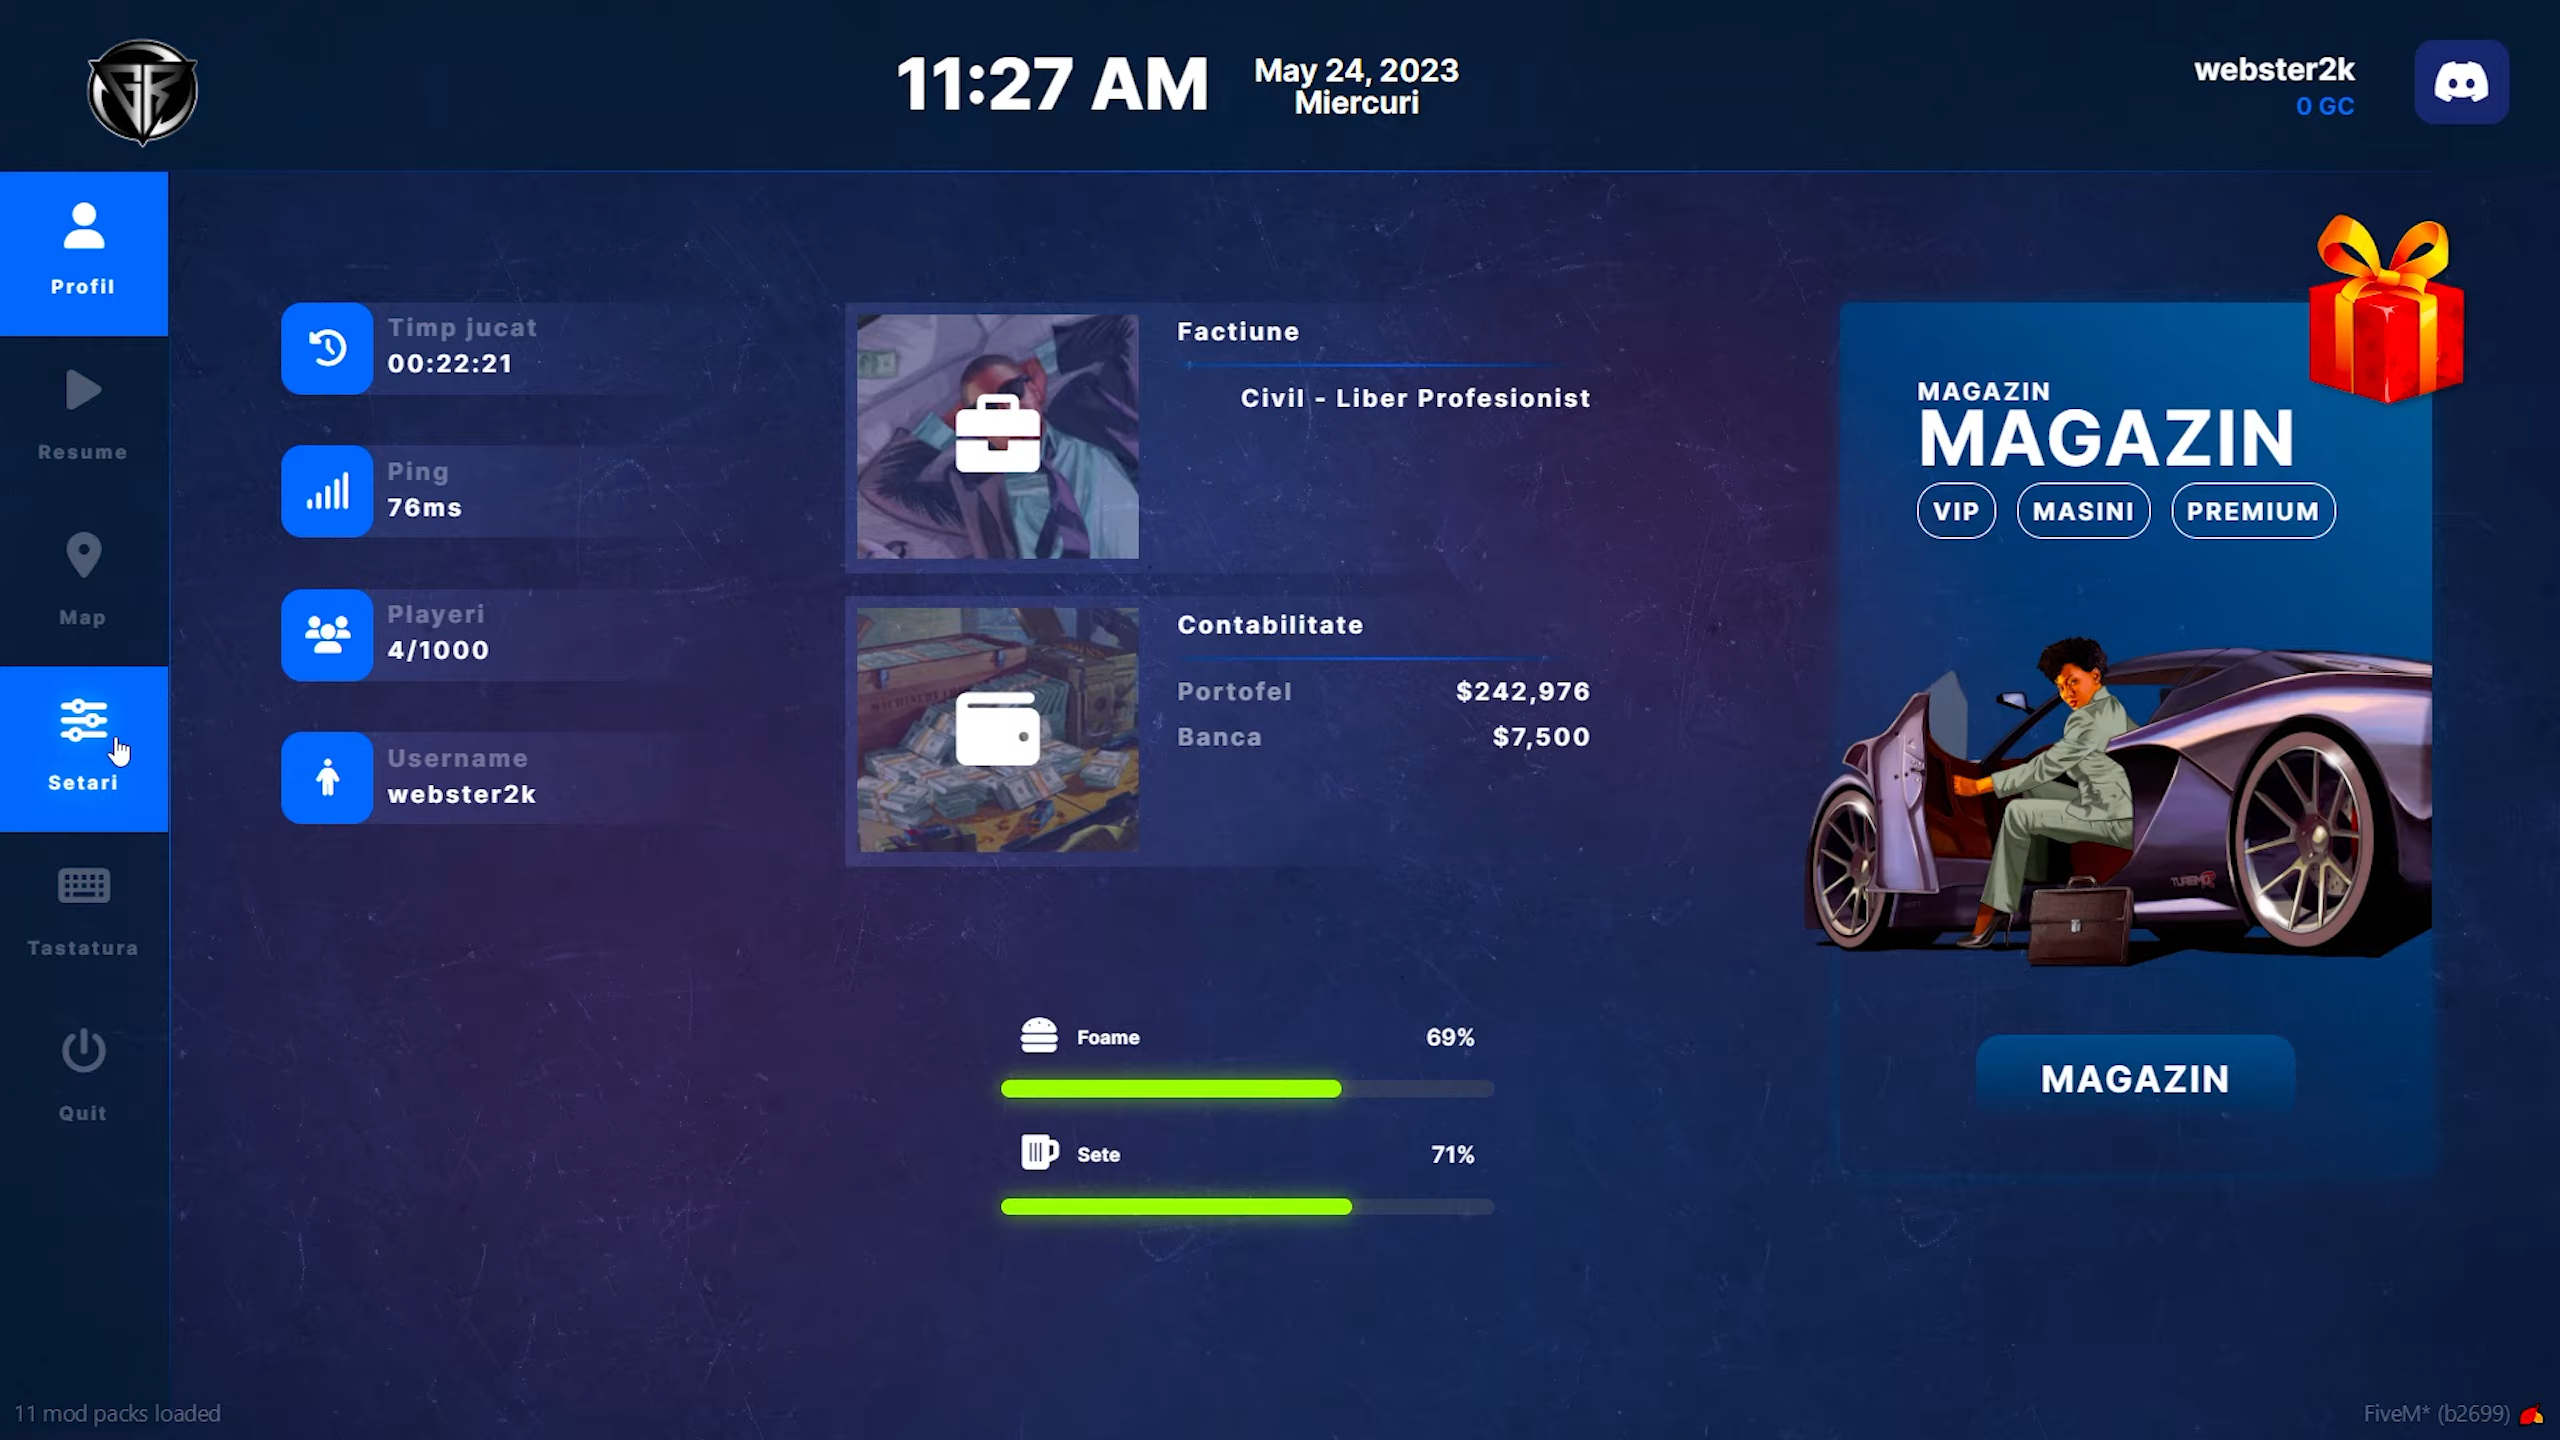 11:27 AM
May 24, 2023
Miercuri
webster2k
0 GC
Profil
Resume
Map
Setari
Tastatura
Quit
Timp jucat
00:22:21
Ping
76ms
Playeri
4/1000
Username
webster2k
Factiune
Civil - Liber Profesionist
Contabilitate
Portofel $242,976
Banca $7,500
Foame 69%
Sete 71%
MAGAZIN
MAGAZIN
VIP MASINI PREMIUM
MAGAZIN
11 mod packs loaded
FiveM* (b2699)